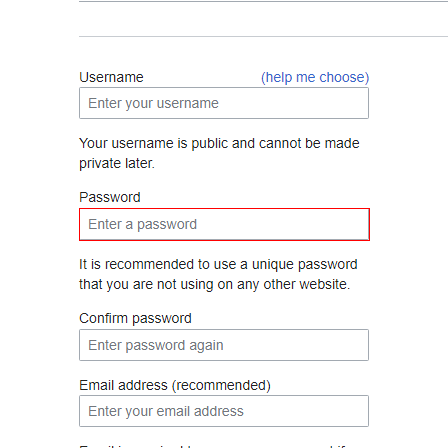 Username (help me choose)
Enter your username
Your username is public and cannot be made
private later.
Password
Enter a password
It is recommended to use a unique password
that you are not using on any other website.
Confirm password
Enter password again
Email address (recommended)
Enter your email address